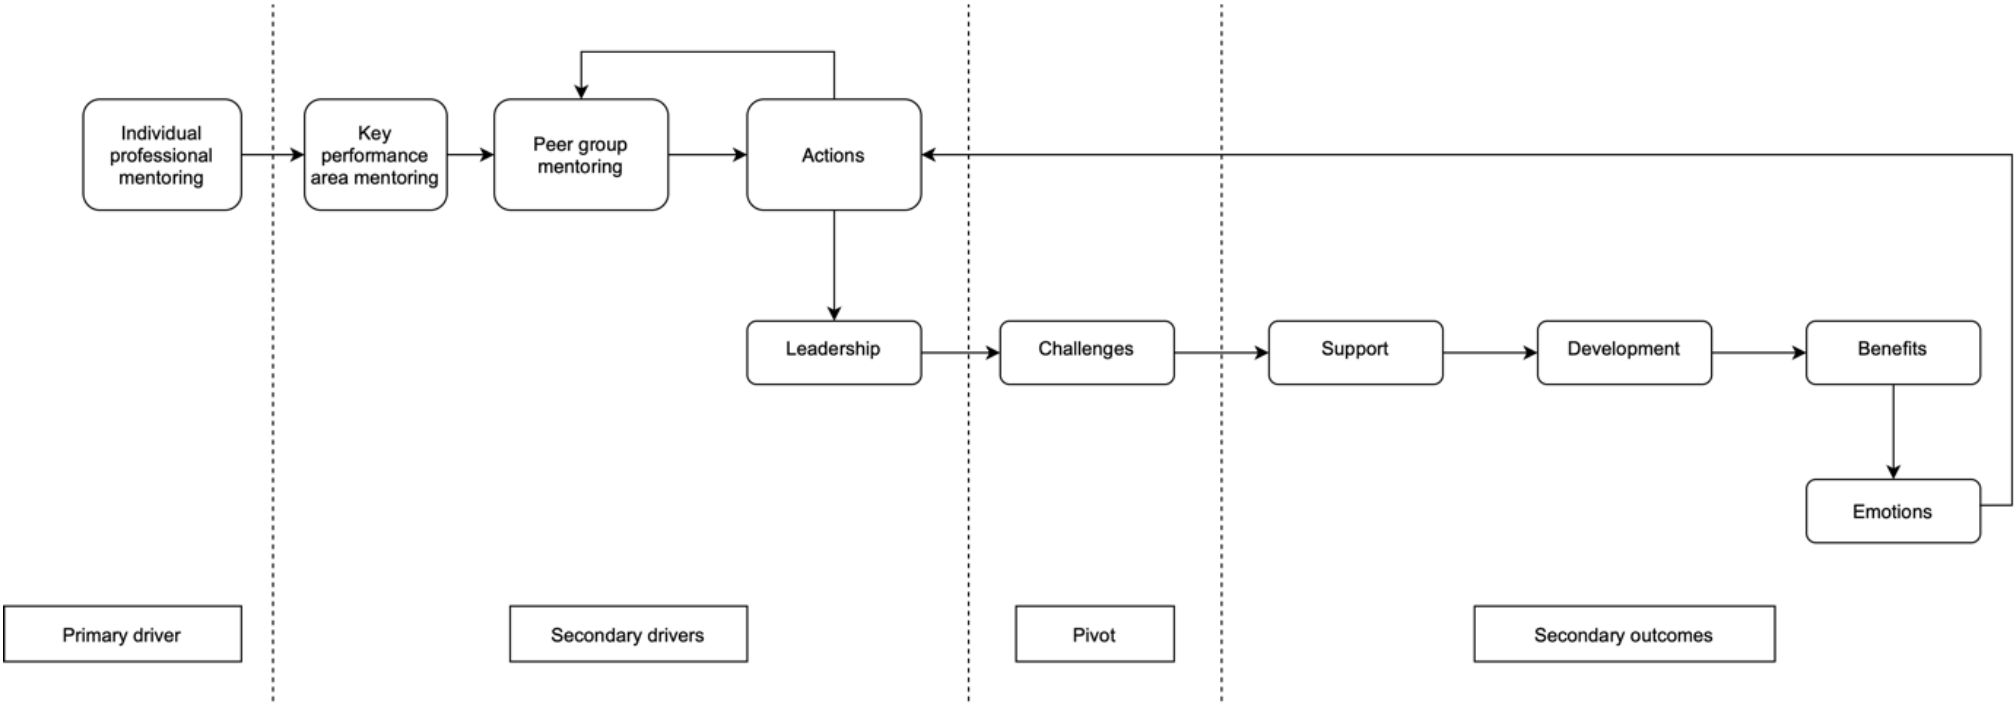 Individual
professional
mentoring
Key
performance
area mentoring
Peer group
mentoring
Actions
Leadership
Challenges
Support
Development
Benefits
Emotions
Primary driver
Secondary drivers
Pivot
Secondary outcomes